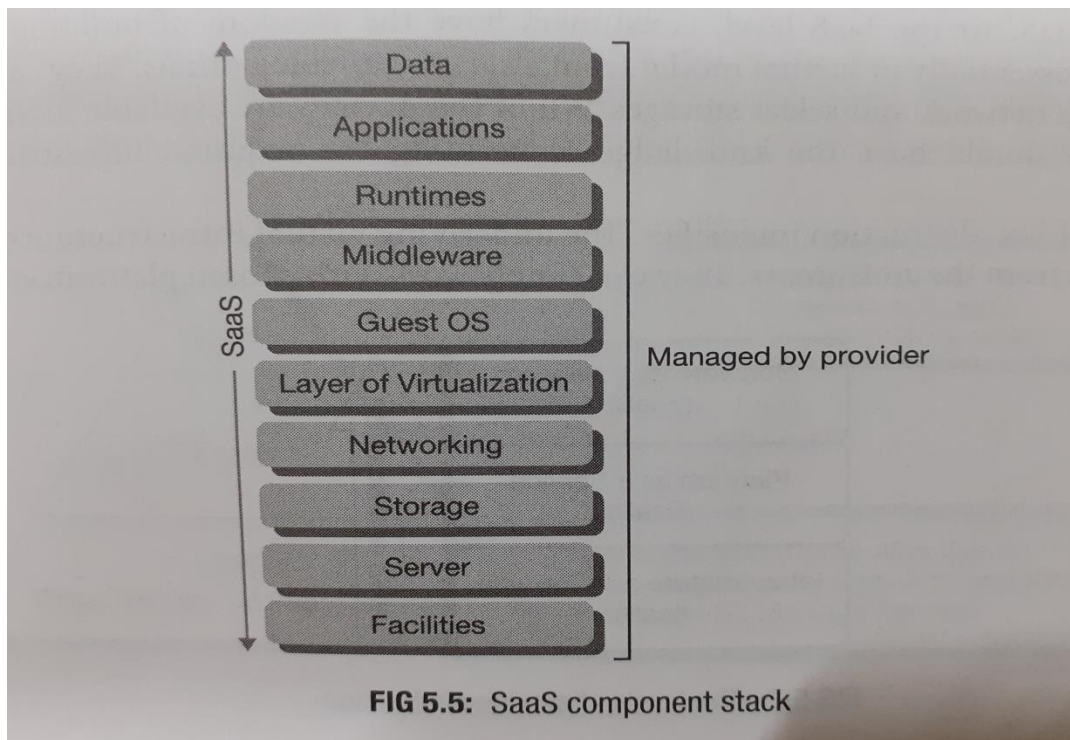 Data
Applications
Runtimes
Middleware
SaaS
Guest OS
Managed by provider
Layer of Virtualization
Networking
Storage
Server
Facilities
FIG 5.5: SaaS component stack